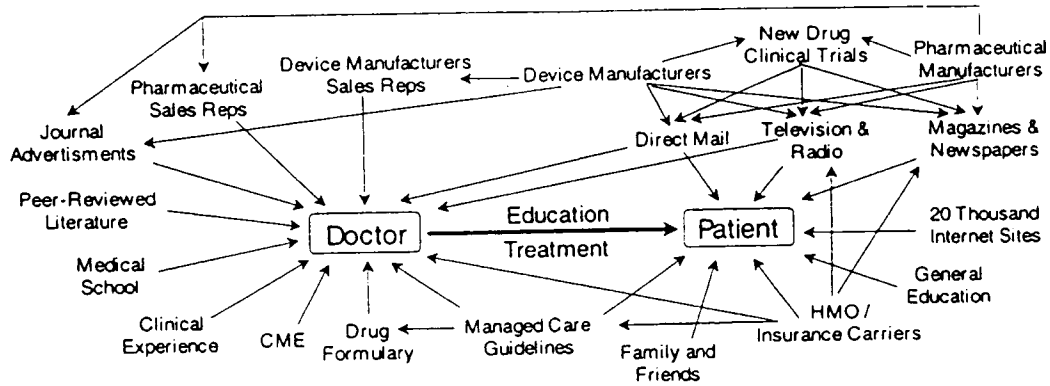 New Drug
Clinical Trials
Pharmaceutical
Manufacturers
Device Manufacturers
Sales Reps
Device Manufacturers
Pharmaceutical
Sales Reps
Journal
Advertisments
Direct Mail
Television &
Radio
Magazines &
Newspapers
Peer-Reviewed
Literature
Doctor
Education
Treatment
Patient
20 Thousand
Internet Sites
Medical
School
General
Education
Clinical
Experience
CME
Drug
Formulary
Managed Care
Guidelines
Family and
Friends
HMO /
Insurance Carriers